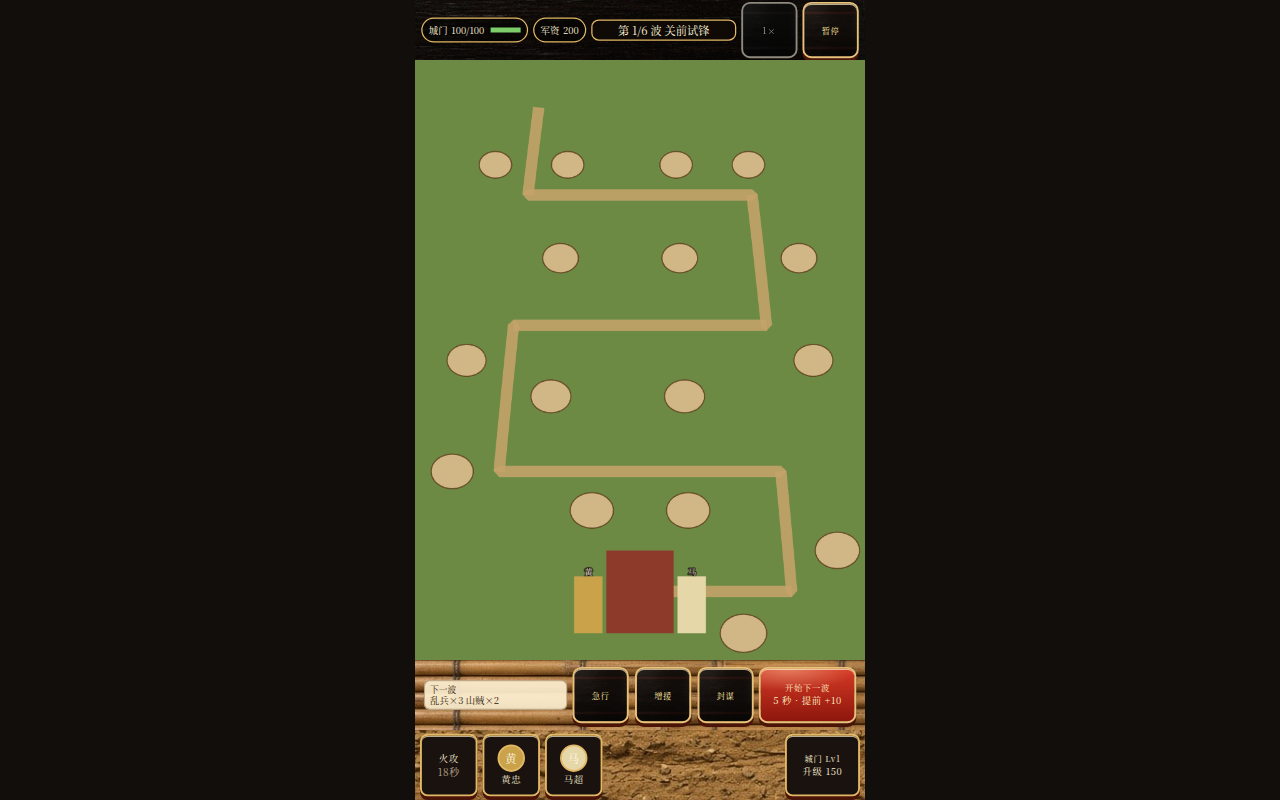 城门 100/100
军资 200
第 1/6 波 关前试锋
1×
暂停
黄
马
下一波
乱兵×3 山贼×2
急行
增援
封谋
开始下一波
5 秒 · 提前 +10
火攻
18秒
黄
黄忠
马
马超
城门 Lv1
升级 150